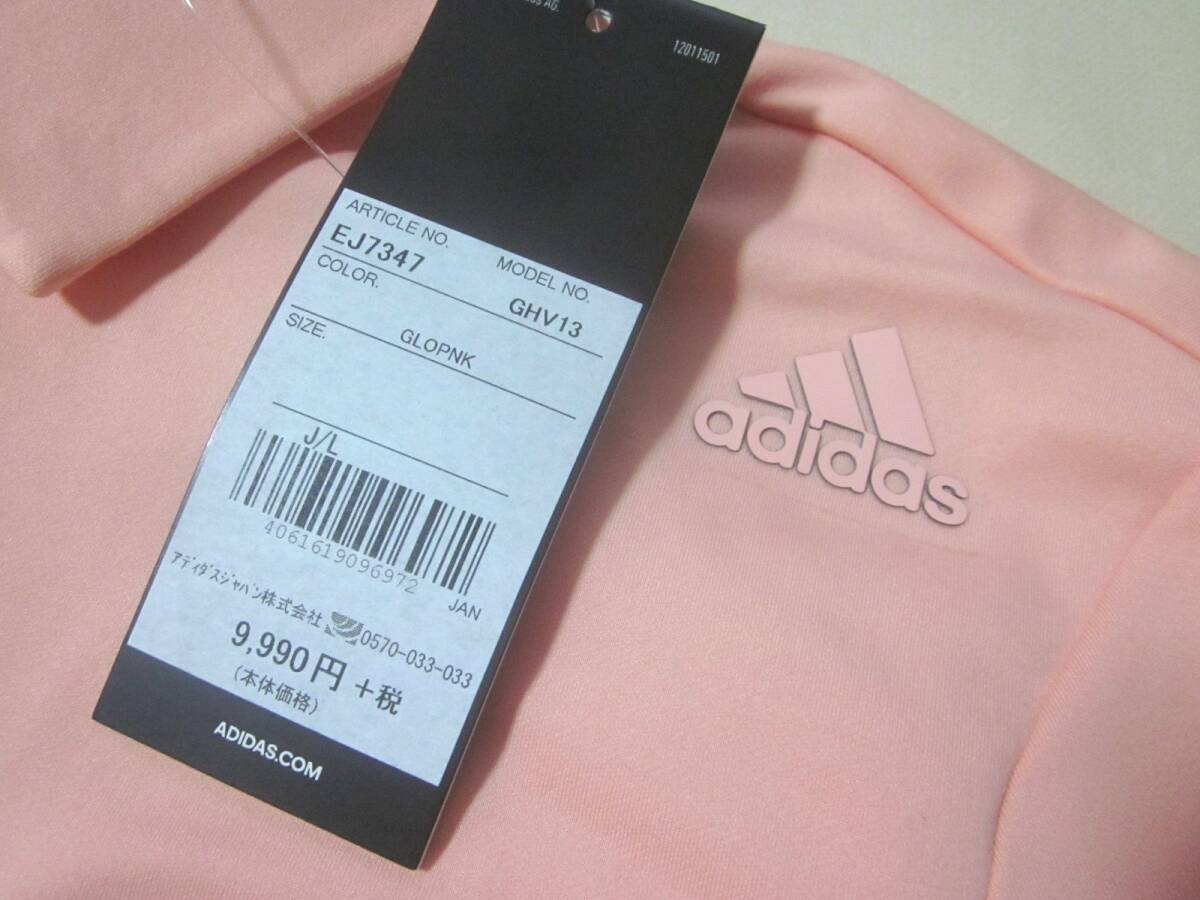 AG.
12011501
ARTICLE NO.
MODEL NO.
EJ7347
GHV13
COLOR.
GLOPNK
SIZE.
J/L
4061619096972
JAN
アディダスジャパン株式会社 0570-033-033
9,990円 +税
(本体価格)
ADIDAS.COM
adidas